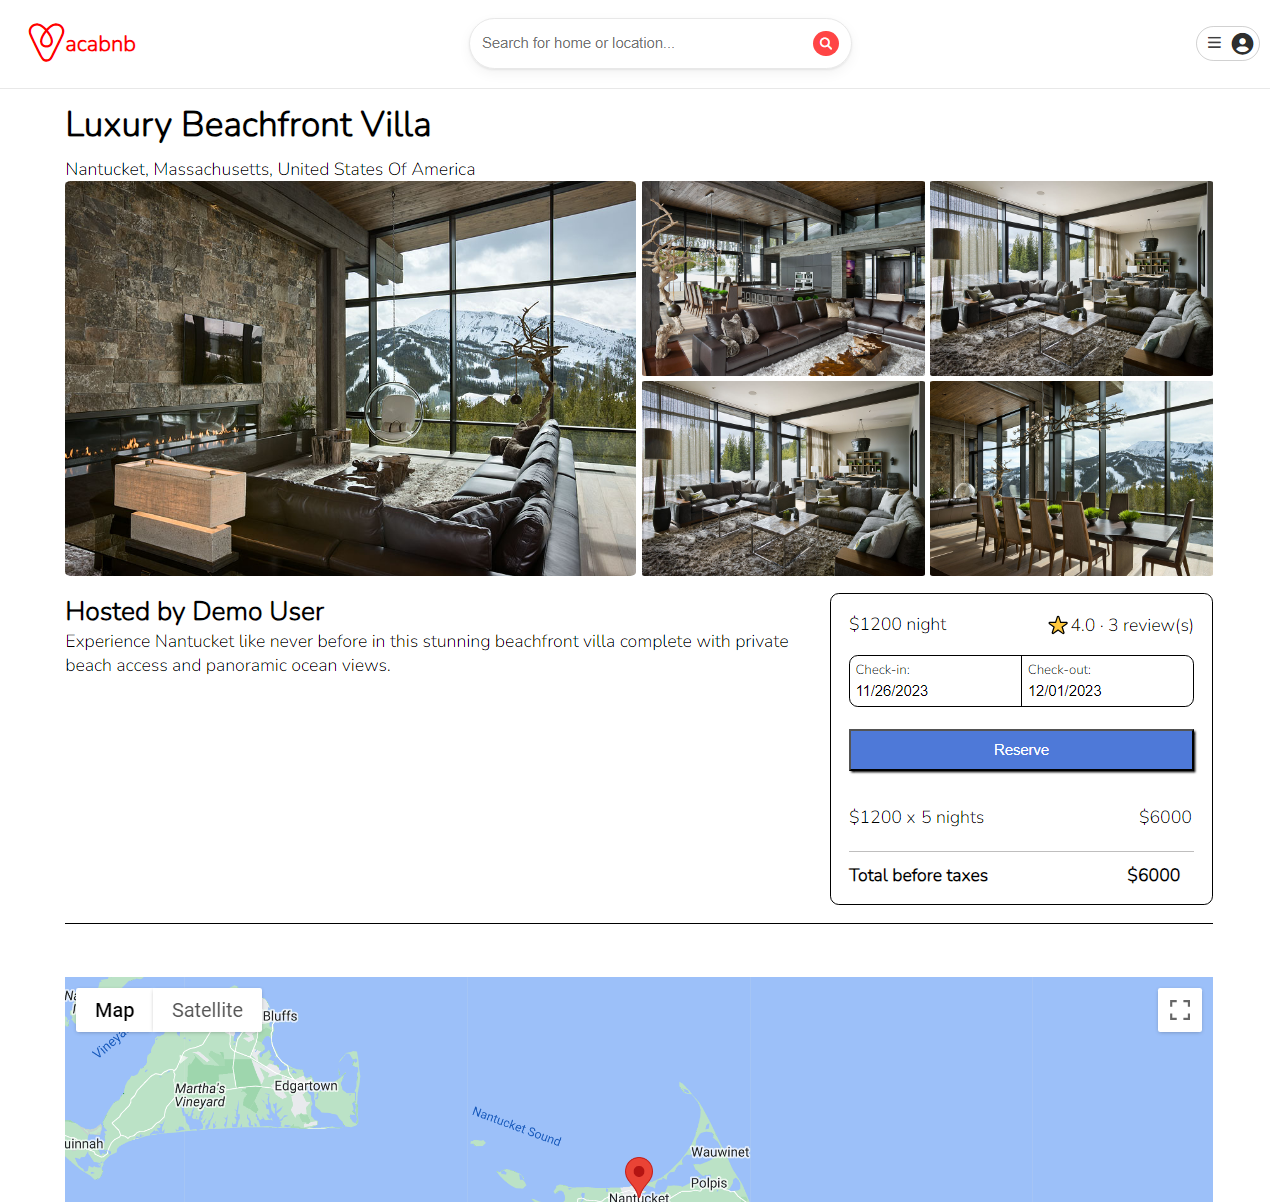 acabnb
Search for home or location...
Luxury Beachfront Villa
Nantucket, Massachusetts, United States Of America
Hosted by Demo User
Experience Nantucket like never before in this stunning beachfront villa complete with private
beach access and panoramic ocean views.
$1200 night
4.0 · 3 review(s)
Check-in:
11/26/2023
Check-out:
12/01/2023
Reserve
$1200 x 5 nights
$6000
Total before taxes
$6000
Map
Satellite
Bluffs
Martha's
Vineyard
Edgartown
uinnah
Nantucket Sound
Wauwinet
Polpis
Nantucket